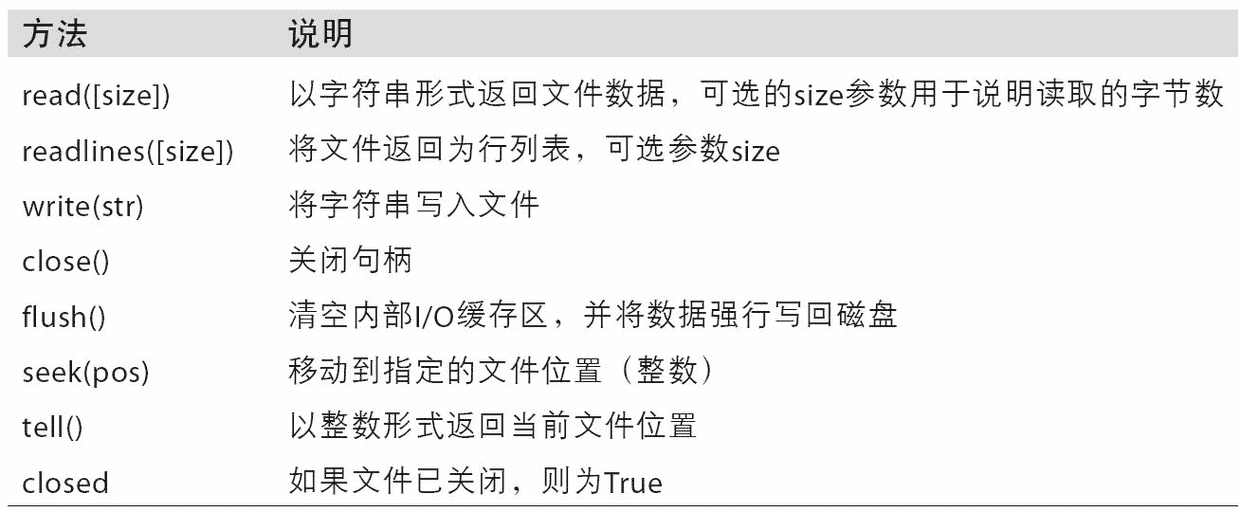 方法 说明
read([size]) 以字符串形式返回文件数据，可选的size参数用于说明读取的字节数
readlines([size]) 将文件返回为行列表，可选参数size
write(str) 将字符串写入文件
close() 关闭句柄
flush() 清空内部I/O缓存区，并将数据强行写回磁盘
seek(pos) 移动到指定的文件位置（整数）
tell() 以整数形式返回当前文件位置
closed 如果文件已关闭，则为True